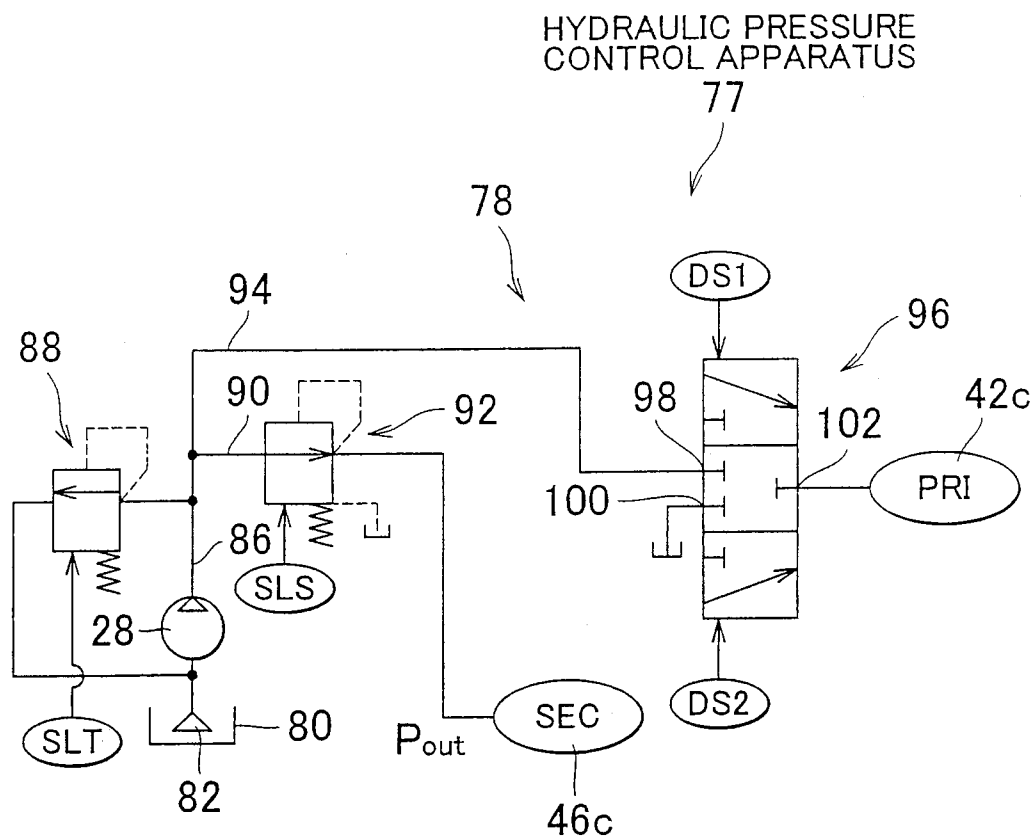 HYDRAULIC PRESSURE
CONTROL APPARATUS
77
78
DS1
94
96
88
98
42c
90
92
102
PRI
100
86
SLS
28
DS2
SEC
80
SLT
Pout
82
46c